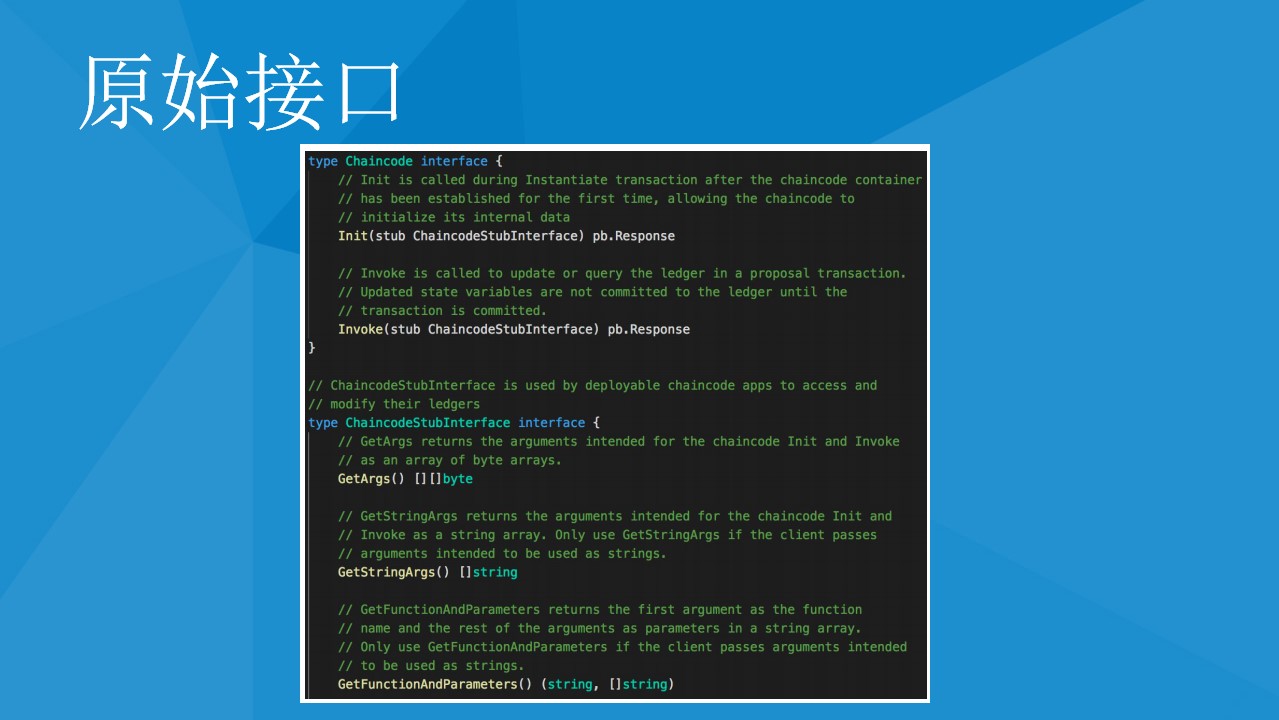 原始接口
type Chaincode interface {
    // Init is called during Instantiate transaction after the chaincode container
    // has been established for the first time, allowing the chaincode to
    // initialize its internal data
    Init(stub ChaincodeStubInterface) pb.Response
    // Invoke is called to update or query the ledger in a proposal transaction.
    // Updated state variables are not committed to the ledger until the
    // transaction is committed.
    Invoke(stub ChaincodeStubInterface) pb.Response
}
// ChaincodeStubInterface is used by deployable chaincode apps to access and
// modify their ledgers
type ChaincodeStubInterface interface {
    // GetArgs returns the arguments intended for the chaincode Init and Invoke
    // as an array of byte arrays.
    GetArgs() [][]byte
    // GetStringArgs returns the arguments intended for the chaincode Init and
    // Invoke as a string array. Only use GetStringArgs if the client passes
    // arguments intended to be used as strings.
    GetStringArgs() []string
    // GetFunctionAndParameters returns the first argument as the function
    // name and the rest of the arguments as parameters in a string array.
    // Only use GetFunctionAndParameters if the client passes arguments intended
    // to be used as strings.
    GetFunctionAndParameters() (string, []string)